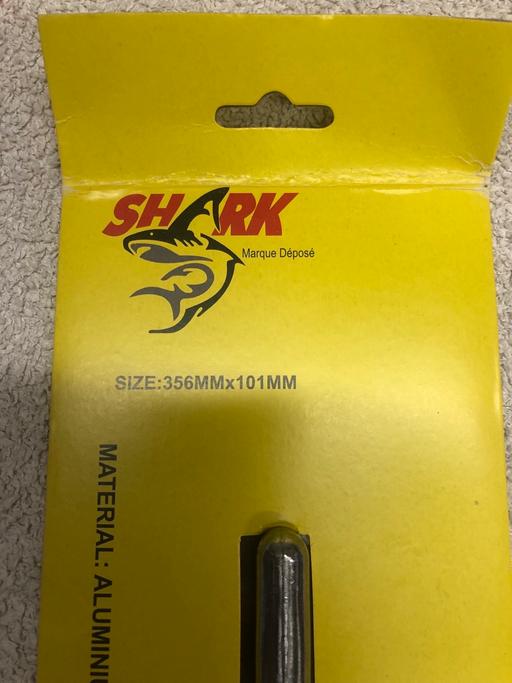 SHARK
Marque Déposé
SIZE:356MMx101MM
MATERIAL: ALUMINI